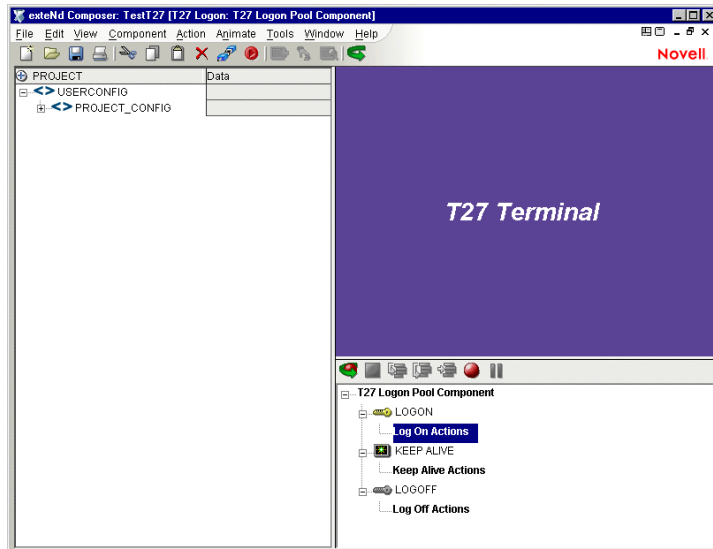 exteNd Composer: TestT27 [T27 Logon: T27 Logon Pool Component]
File Edit View Component Action Animate Tools Window Help
Novell
PROJECT Data
USERCONFIG
PROJECT_CONFIG
T27 Terminal
T27 Logon Pool Component
LOGON
Log On Actions
KEEP ALIVE
Keep Alive Actions
LOGOFF
Log Off Actions